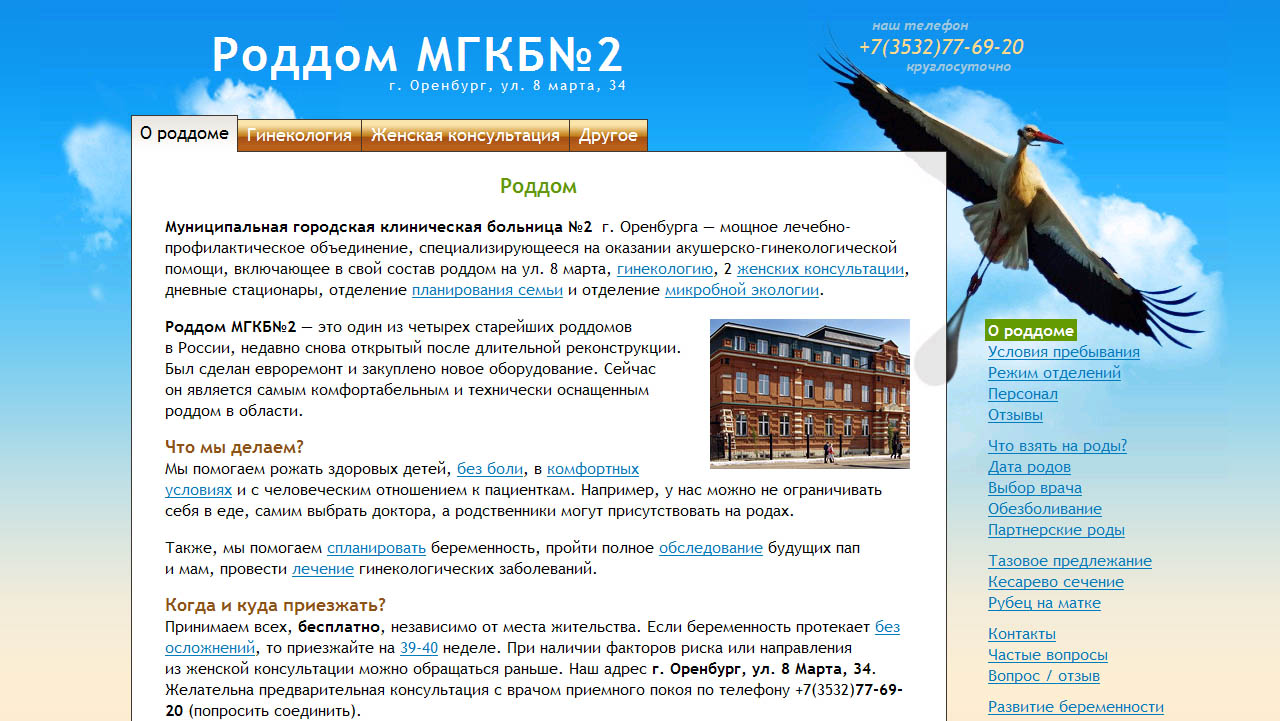 Роддом МГКБ№2
г. Оренбург, ул. 8 марта, 34
наш телефон
+7(3532)77-69-20
круглосуточно
О роддоме
Гинекология
Женская консультация
Другое
Роддом
Муниципальная городская клиническая больница №2 г. Оренбурга — мощное лечебно-
профилактическое объединение, специализирующееся на оказании акушерско-гинекологической
помощи, включающее в свой состав роддом на ул. 8 марта, гинекологию, 2 женских консультации,
дневные стационары, отделение планирования семьи и отделение микробной экологии.
Роддом МГКБ№2 — это один из четырех старейших роддомов
в России, недавно снова открытый после длительной реконструкции.
Был сделан евроремонт и закуплено новое оборудование. Сейчас
он является самым комфортабельным и технически оснащенным
роддом в области.
Что мы делаем?
Мы помогаем рожать здоровых детей, без боли, в комфортных
условиях и с человеческим отношением к пациенткам. Например, у нас можно не ограничивать
себя в еде, самим выбрать доктора, а родственники могут присутствовать на родах.
Также, мы помогаем спланировать беременность, пройти полное обследование будущих пап
и мам, провести лечение гинекологических заболеваний.
Когда и куда приезжать?
Принимаем всех, бесплатно, независимо от места жительства. Если беременность протекает без
осложнений, то приезжайте на 39-40 неделе. При наличии факторов риска или направления
из женской консультации можно обращаться раньше. Наш адрес г. Оренбург, ул. 8 Марта, 34.
Желательна предварительная консультация с врачом приемного покоя по телефону +7(3532)77-69-
20 (попросить соединить).
О роддоме
Условия пребывания
Режим отделений
Персонал
Отзывы
Что взять на роды?
Дата родов
Выбор врача
Обезболивание
Партнерские роды
Тазовое предлежание
Кесарево сечение
Рубец на матке
Контакты
Частые вопросы
Вопрос / отзыв
Развитие беременности